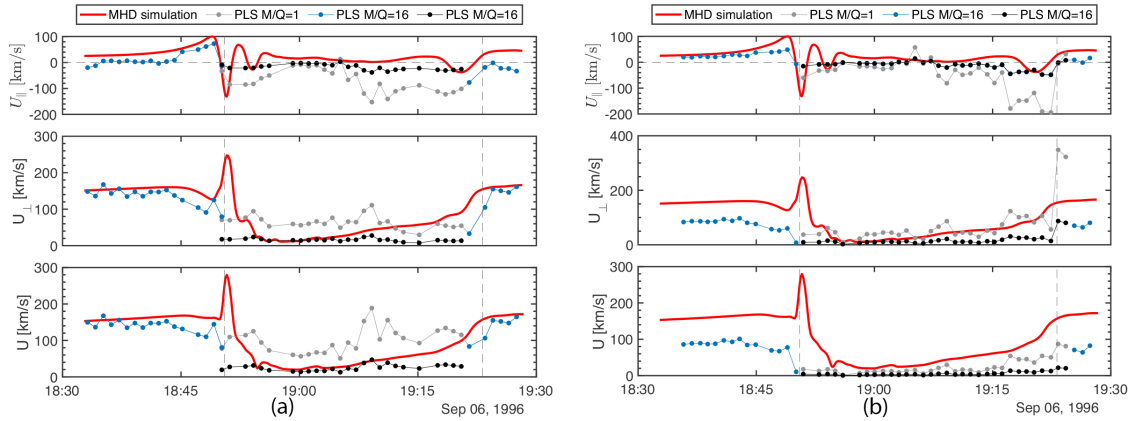 MHD simulation PLS M/Q=1 PLS M/Q=16 PLS M/Q=16
100
0
-100
-200
U∥ [km/s]
300
200
100
0
U⊥ [km/s]
300
200
100
0
U [km/s]
18:30 18:45 19:00 19:15 19:30
(a)
Sep 06, 1996
MHD simulation PLS M/Q=1 PLS M/Q=16 PLS M/Q=16
100
0
-100
-200
U∥ [km/s]
400
200
0
U⊥ [km/s]
300
200
100
0
U [km/s]
18:30 18:45 19:00 19:15 19:30
(b)
Sep 06, 1996